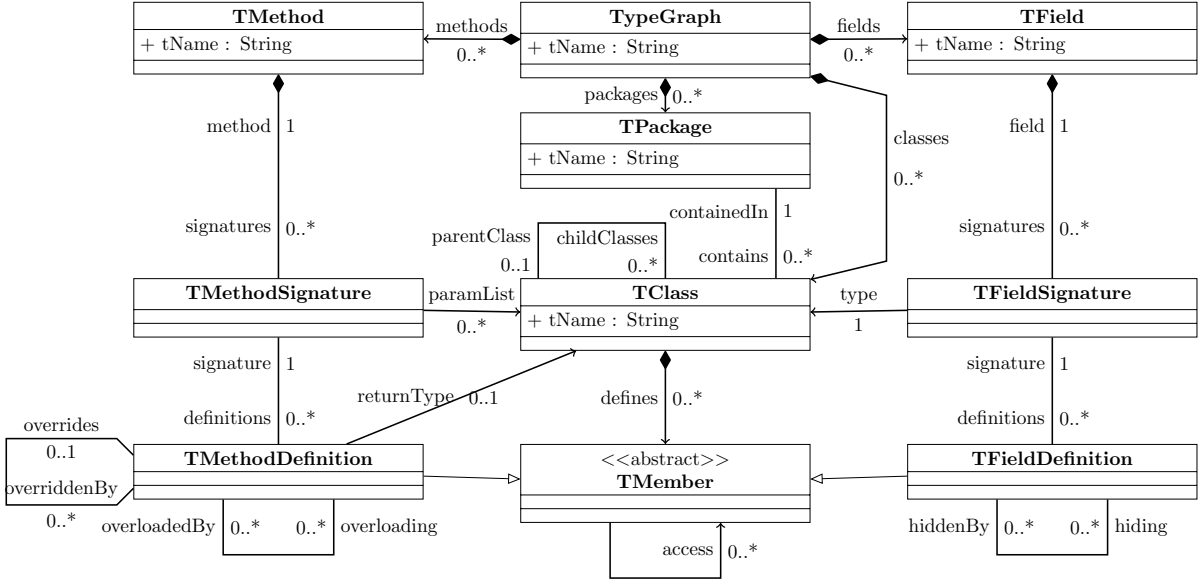 TMethod
+ tName : String
methods
0..*
TypeGraph
+ tName : String
fields
0..*
TField
+ tName : String
packages
0..*
method
1
TPackage
+ tName : String
classes
0..*
field
1
signatures
0..*
containedIn
1
contains
0..*
parentClass
0..1
childClasses
0..*
signatures
0..*
TMethodSignature
paramList
0..*
TClass
+ tName : String
type
1
TFieldSignature
signature
1
definitions
0..*
returnType
0..1
defines
0..*
signature
1
definitions
0..*
overrides
0..1
overriddenBy
0..*
TMethodDefinition
<<abstract>>
TMember
TFieldDefinition
overloadedBy
0..*
0..*
overloading
access
0..*
hiddenBy
0..*
0..*
hiding